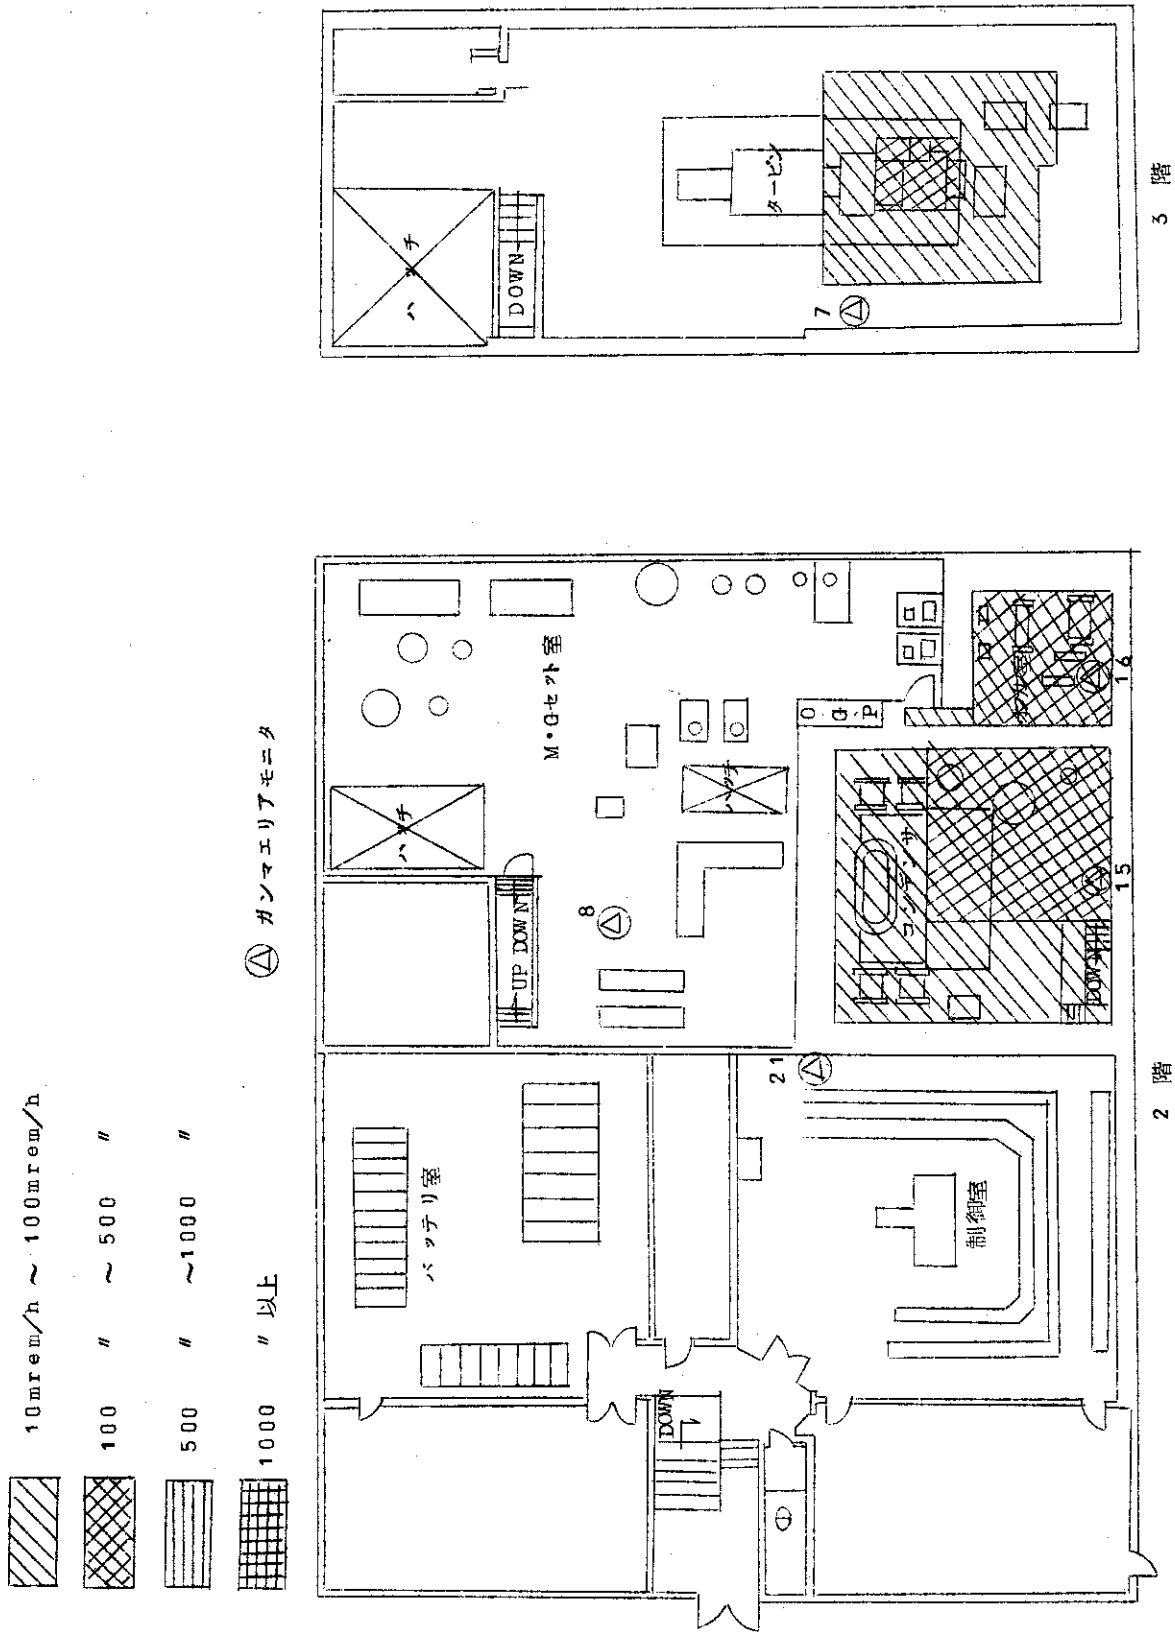 10mrem/h ～ 100mrem/h
100 〃 ～500 〃
500 〃 ～1000 〃
1000 〃 以上
ガンマエリアモニタ
バッテリ室
DOWN
制御室
21
UP DOWN
ハッチ
8
M・Gセット室
ハッチ
O G P
コンデンサ
DOWN
15
16
2 階
ハッチ
DOWN
タービン
7
3 階